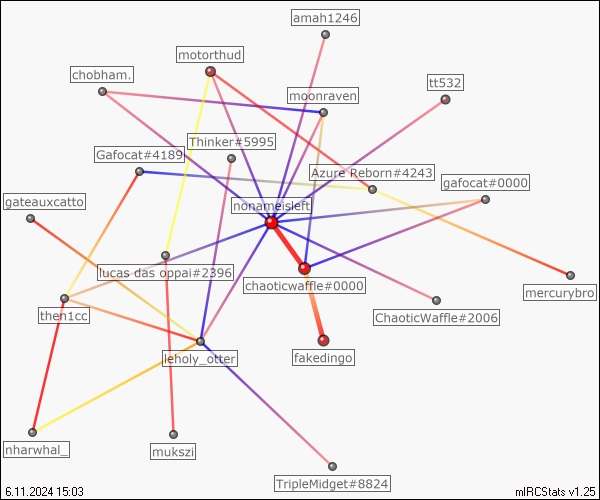 amah1246
motorthud
chobham.
tt532
moonraven
Thinker#5995
Gafocat#4189
Azure Reborn#4243
gafocat#0000
gateauxcatto
nonameisleft
lucas das oppai#2396
chaoticwaffle#0000
mercurybro
then1cc
ChaoticWaffle#2006
leholy_otter
fakedingo
nharwhal_
mukszi
TripleMidget#8824
6.11.2024 15:03
mIRCStats v1.25